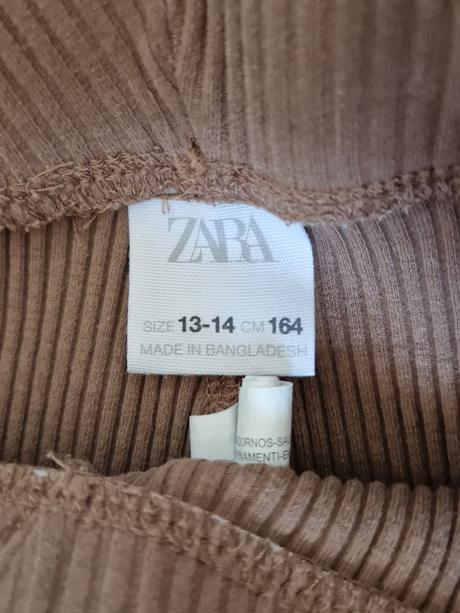 ZARA
SIZE 13-14 CM 164
MADE IN BANGLADESH